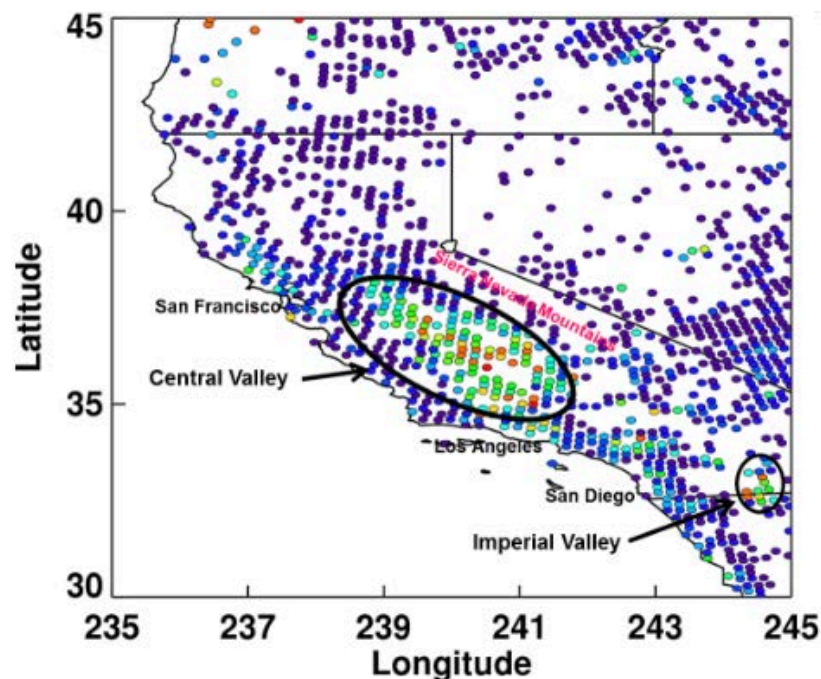 45
40
35
30
Latitude
San Francisco
Central Valley
Sierra Nevada Mountains
Los Angeles
San Diego
Imperial Valley
235
237
239
241
243
245
Longitude